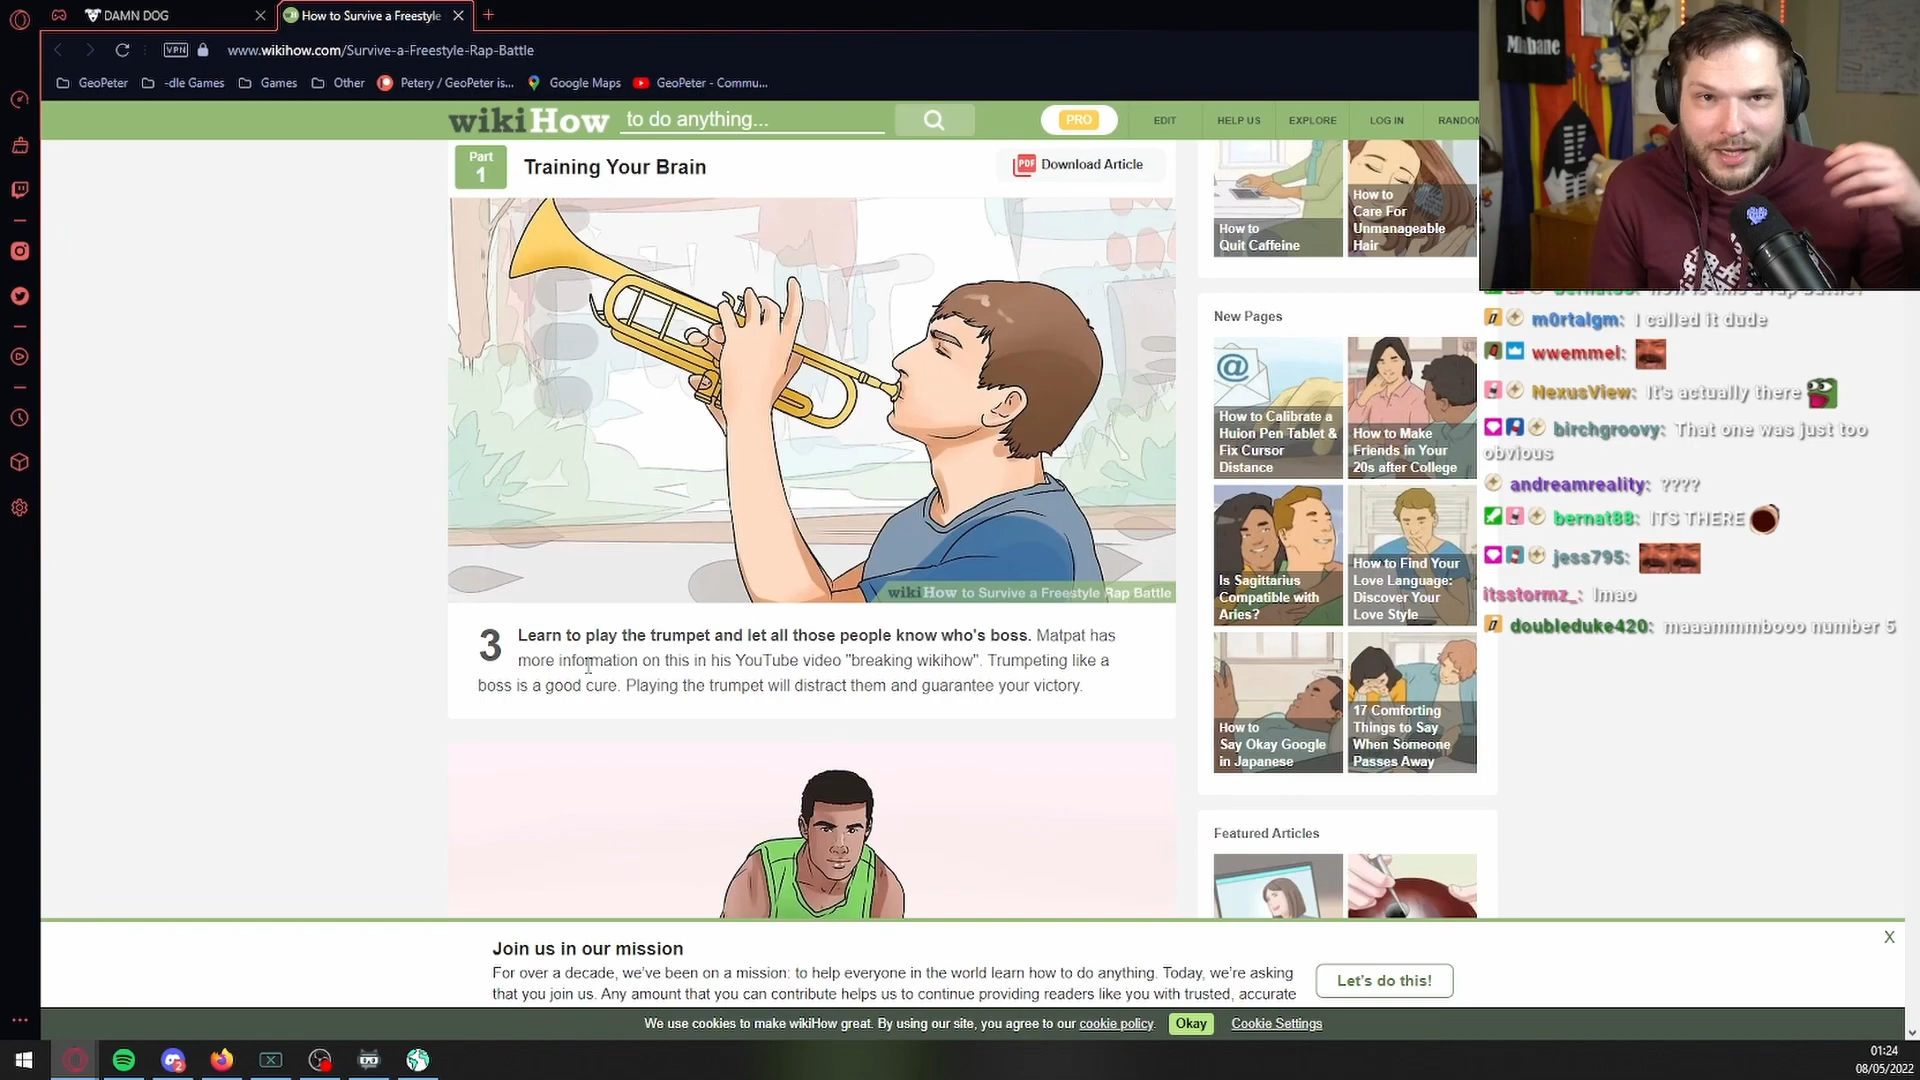 DAMN DOG
How to Survive a Freestyle
VPN
www.wikihow.com/Survive-a-Freestyle-Rap-Battle
GeoPeter
-dle Games
Games
Other
Petery / GeoPeter is...
Google Maps
GeoPeter - Commu...
wikiHow
to do anything...
PRO
EDIT
HELP US
EXPLORE
LOG IN
RANDOM
Part
1
Training Your Brain
PDF
Download Article
wikiHow to Survive a Freestyle Rap Battle
3
Learn to play the trumpet and let all those people know who's boss. Matpat has
more information on this in his YouTube video "breaking wikihow". Trumpeting like a
boss is a good cure. Playing the trumpet will distract them and guarantee your victory.
How to
Quit Caffeine
How to
Care For
Unmanageable
Hair
New Pages
@
How to Calibrate a
Huion Pen Tablet &
Fix Cursor
Distance
How to Make
Friends in Your
20s after College
Is Sagittarius
Compatible with
Aries?
How to Find Your
Love Language:
Discover Your
Love Style
How to
Say Okay Google
in Japanese
17 Comforting
Things to Say
When Someone
Passes Away
Featured Articles
m0rtalgm: I called it dude
wwemmel:
NexusView: It's actually there
birchgroovy: That one was just too
obvious
andreamreality: ????
bernat88: ITS THERE
jess795:
itsstormz_: lmao
doubleduke420: maaammmbooo number 5
Join us in our mission
For over a decade, we've been on a mission: to help everyone in the world learn how to do anything. Today, we're asking
that you join us. Any amount that you can contribute helps us to continue providing readers like you with trusted, accurate
Let's do this!
X
We use cookies to make wikiHow great. By using our site, you agree to our cookie policy.
Okay
Cookie Settings
2
01:24
08/05/2022